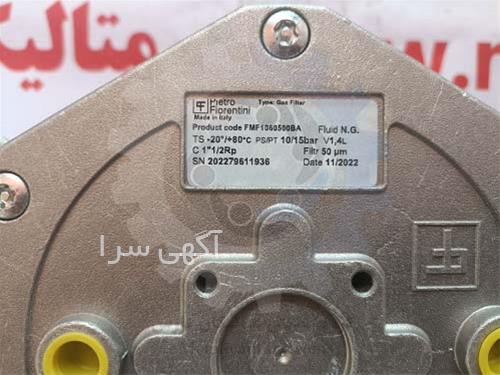 متالیک
Pietro Fiorentini
Made in Italy
Type: Gas Filter
Product code FMF1060500BA Fluid N.G.
TS -20°/+80°c PS/PT 10/15bar V1,4L
C 1"1/2Rp Filtr 50 µm
SN 202279611936 Date 11/2022
آگهی سرا